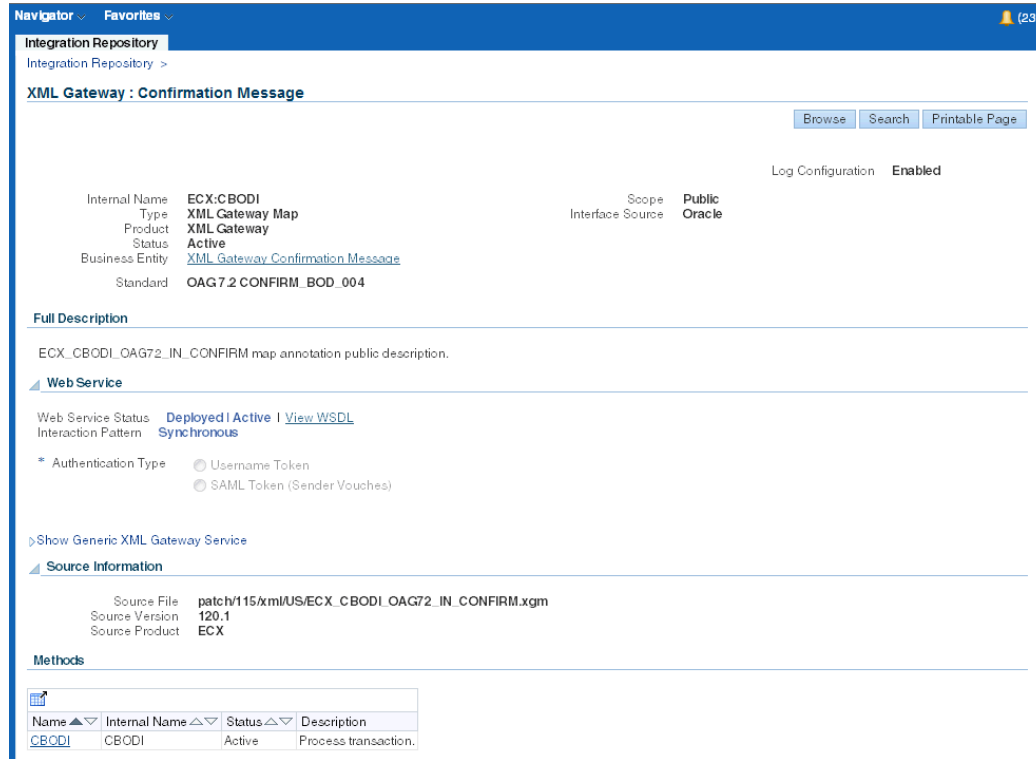 Navigator Favorites (23
Integration Repository
Integration Repository >
XML Gateway : Confirmation Message
Browse Search Printable Page
Log Configuration Enabled
Internal Name ECX:CBODI Scope Public
Type XML Gateway Map Interface Source Oracle
Product XML Gateway
Status Active
Business Entity XML Gateway Confirmation Message
Standard OAG7.2 CONFIRM_BOD_004
Full Description
ECX_CBODI_OAG72_IN_CONFIRM map annotation public description.
Web Service
Web Service Status Deployed | Active | View WSDL
Interaction Pattern Synchronous
* Authentication Type Username Token
SAML Token (Sender Vouches)
Show Generic XML Gateway Service
Source Information
Source File patch/115/xml/US/ECX_CBODI_OAG72_IN_CONFIRM.xgm
Source Version 120.1
Source Product ECX
Methods
Name Internal Name Status Description
CBODI CBODI Active Process transaction.